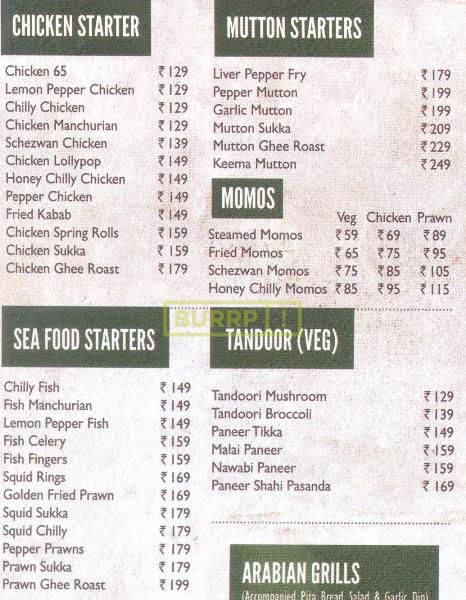 CHICKEN STARTER
Chicken 65 ₹ 129
Lemon Pepper Chicken ₹ 129
Chilly Chicken ₹ 129
Chicken Manchurian ₹ 129
Schezwan Chicken ₹ 139
Chicken Lollypop ₹ 149
Honey Chilly Chicken ₹ 149
Pepper Chicken ₹ 149
Fried Kabab ₹ 149
Chicken Spring Rolls ₹ 159
Chicken Sukka ₹ 159
Chicken Ghee Roast ₹ 179
MUTTON STARTERS
Liver Pepper Fry ₹ 179
Pepper Mutton ₹ 199
Garlic Mutton ₹ 199
Mutton Sukka ₹ 209
Mutton Ghee Roast ₹ 229
Keema Mutton ₹ 249
MOMOS
Veg Chicken Prawn
Steamed Momos ₹ 59 ₹ 69 ₹ 89
Fried Momos ₹ 65 ₹ 75 ₹ 95
Schezwan Momos ₹ 75 ₹ 85 ₹ 105
Honey Chilly Momos ₹ 85 ₹ 95 ₹ 115
BURRP !
SEA FOOD STARTERS
Chilly Fish ₹ 149
Fish Manchurian ₹ 149
Lemon Pepper Fish ₹ 149
Fish Celery ₹ 159
Fish Fingers ₹ 159
Squid Rings ₹ 169
Golden Fried Prawn ₹ 169
Squid Sukka ₹ 179
Squid Chilly ₹ 179
Pepper Prawns ₹ 179
Prawn Sukka ₹ 179
Prawn Ghee Roast ₹ 199
TANDOOR (VEG)
Tandoori Mushroom ₹ 129
Tandoori Broccoli ₹ 139
Paneer Tikka ₹ 149
Malai Paneer ₹ 159
Nawabi Paneer ₹ 159
Paneer Shahi Pasanda ₹ 169
ARABIAN GRILLS
(Accompanied Pita Bread, Salad & Garlic Dip)